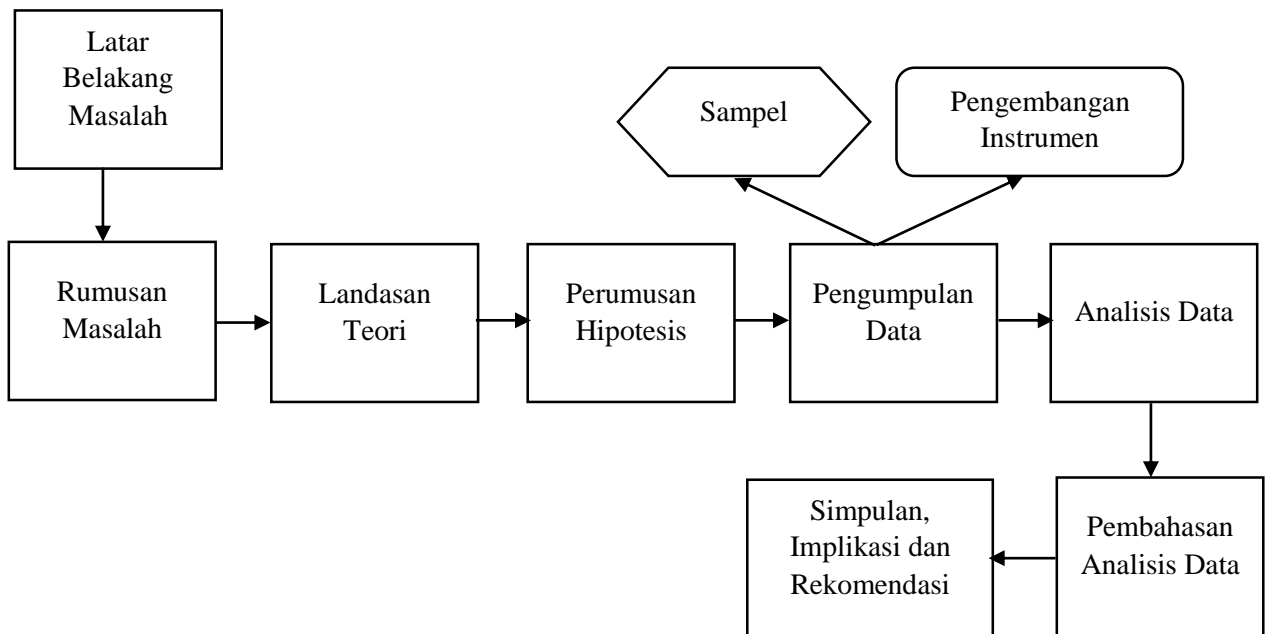 Latar
Belakang
Masalah
Sampel
Pengembangan
Instrumen
Rumusan
Masalah
Landasan
Teori
Perumusan
Hipotesis
Pengumpulan
Data
Analisis Data
Pembahasan
Analisis Data
Simpulan,
Implikasi dan
Rekomendasi